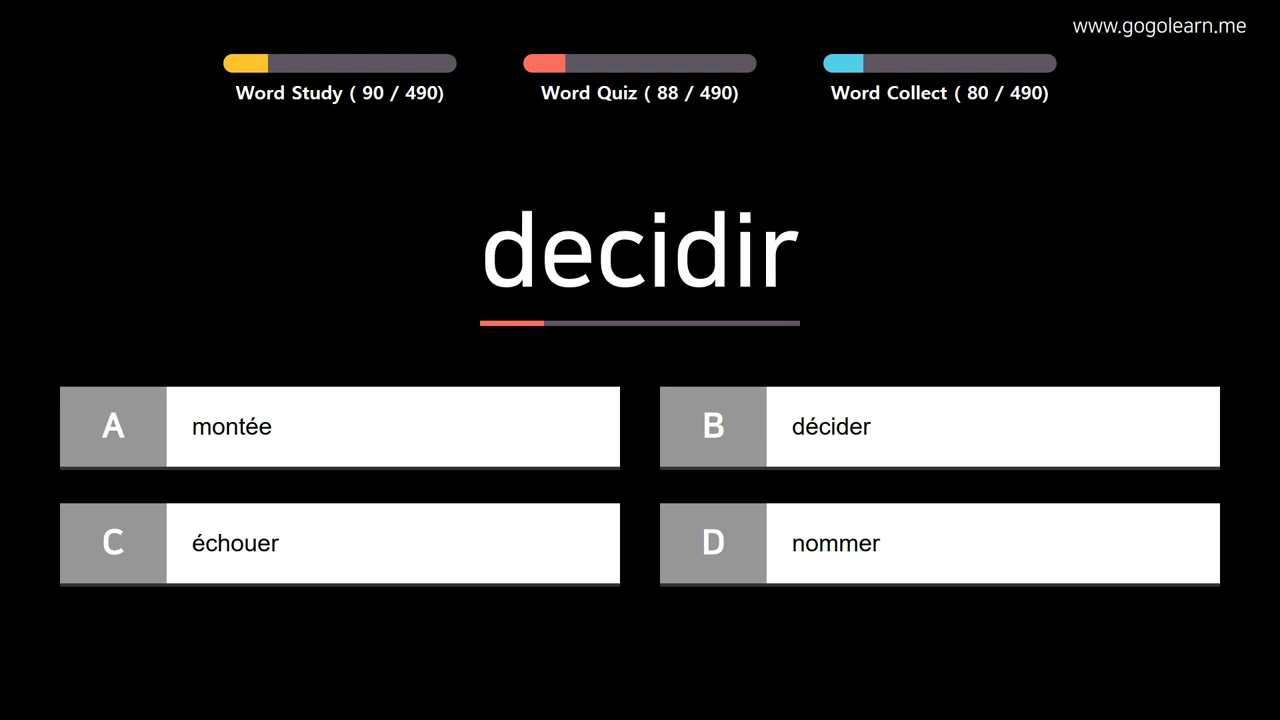 www.gogolearn.me
Word Study ( 90 / 490)
Word Quiz ( 88 / 490)
Word Collect ( 80 / 490)
decidir
A montée
B décider
C échouer
D nommer